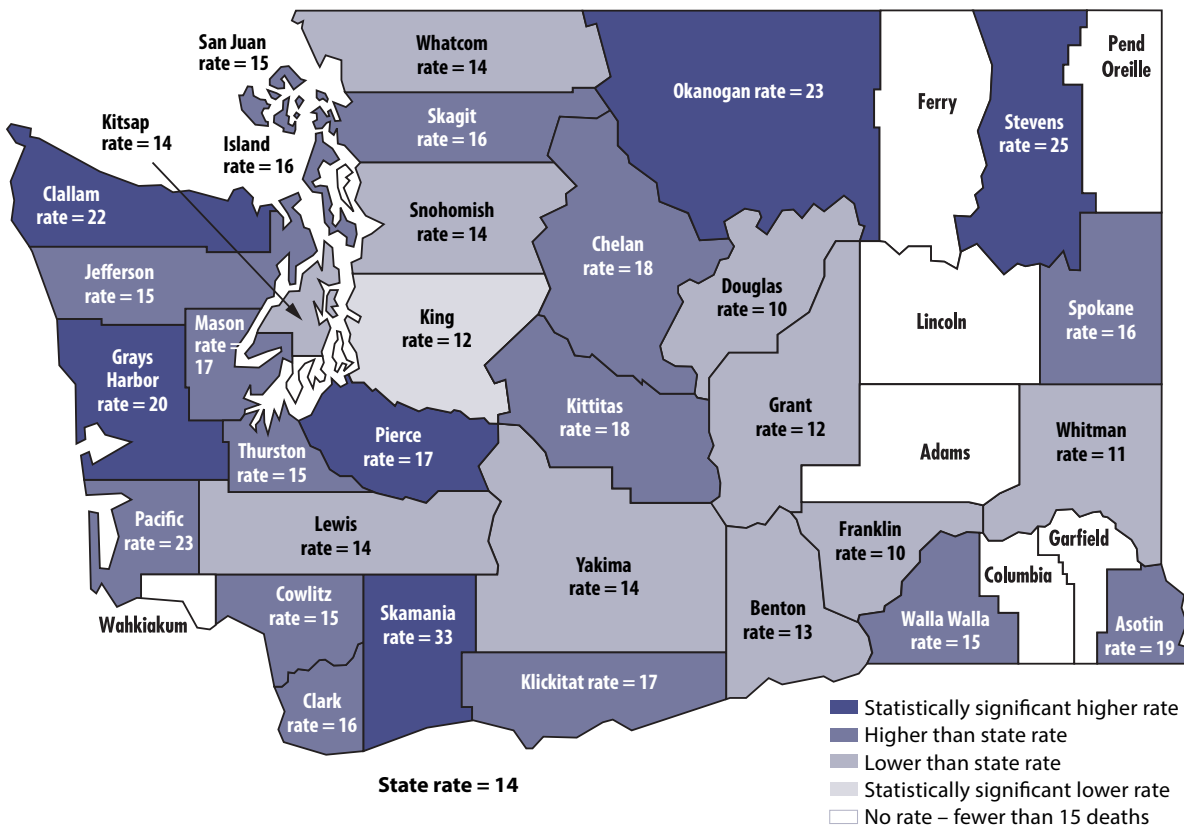 San Juan
rate = 15
Whatcom
rate = 14
Okanogan rate = 23
Ferry
Pend
Oreille
Stevens
rate = 25
Kitsap
rate = 14
Island
rate = 16
Skagit
rate = 16
Clallam
rate = 22
Snohomish
rate = 14
Chelan
rate = 18
Jefferson
rate = 15
Douglas
rate = 10
Lincoln
Spokane
rate = 16
Mason
rate =
17
King
rate = 12
Grays
Harbor
rate = 20
Kittitas
rate = 18
Grant
rate = 12
Adams
Whitman
rate = 11
Thurston
rate = 15
Pierce
rate = 17
Pacific
rate = 23
Lewis
rate = 14
Yakima
rate = 14
Franklin
rate = 10
Garfield
Columbia
Wahkiakum
Cowlitz
rate = 15
Skamania
rate = 33
Benton
rate = 13
Walla Walla
rate = 15
Asotin
rate = 19
Clark
rate = 16
Klickitat rate = 17
State rate = 14
Statistically significant higher rate
Higher than state rate
Lower than state rate
Statistically significant lower rate
No rate – fewer than 15 deaths